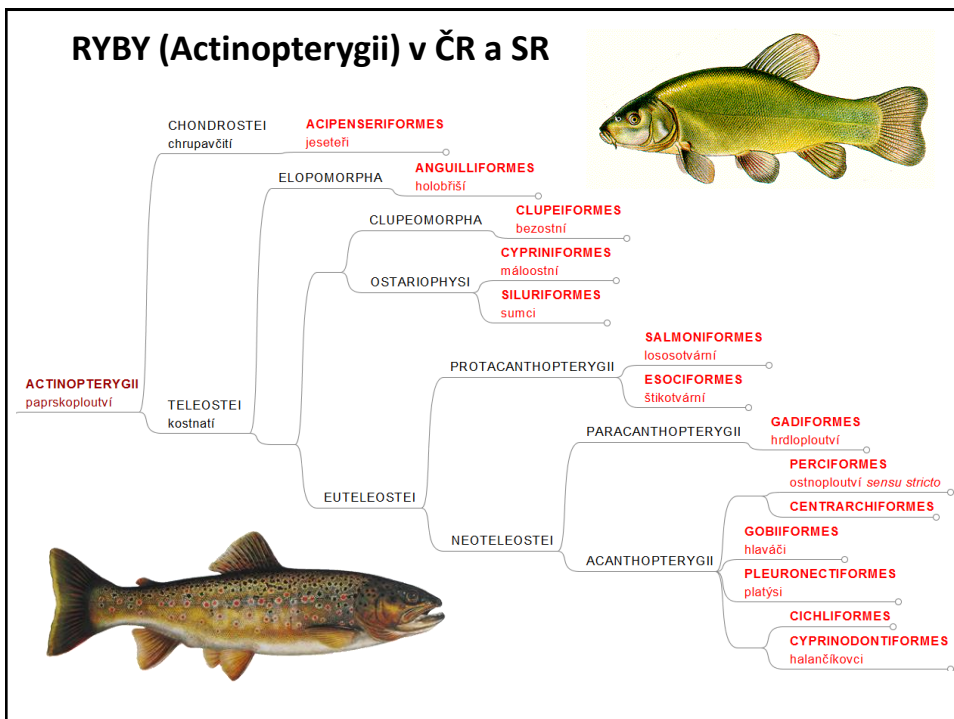 RYBY (Actinopterygii) v ČR a SR
CHONDROSTEI
chrupavčití
ACIPENSERIFORMES
jeseteři
ELOPOMORPHA
ANGUILLIFORMES
holobřiší
CLUPEOMORPHA
CLUPEIFORMES
bezostní
OSTARIOPHYSI
CYPRINIFORMES
máloostní
SILURIFORMES
sumci
ACTINOPTERYGII
paprskoploutví
TELEOSTEI
kostnatí
PROTACANTHOPTERYGII
SALMONIFORMES
lososotvární
ESOCIFORMES
štikotvární
EUTELEOSTEI
PARACANTHOPTERYGII
GADIFORMES
hrdloploutví
NEOTELEOSTEI
ACANTHOPTERYGII
PERCIFORMES
ostnoploutví sensu stricto
CENTRARCHIFORMES
GOBIIFORMES
hlaváči
PLEURONECTIFORMES
platýsi
CICHLIFORMES
CYPRINODONTIFORMES
halančíkovci